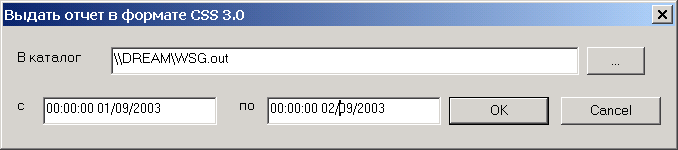 Выдать отчет в формате CSS 3.0
В каталог \\DREAM\WSG.out ...
с 00:00:00 01/09/2003 по 00:00:00 02/09/2003 OK Cancel